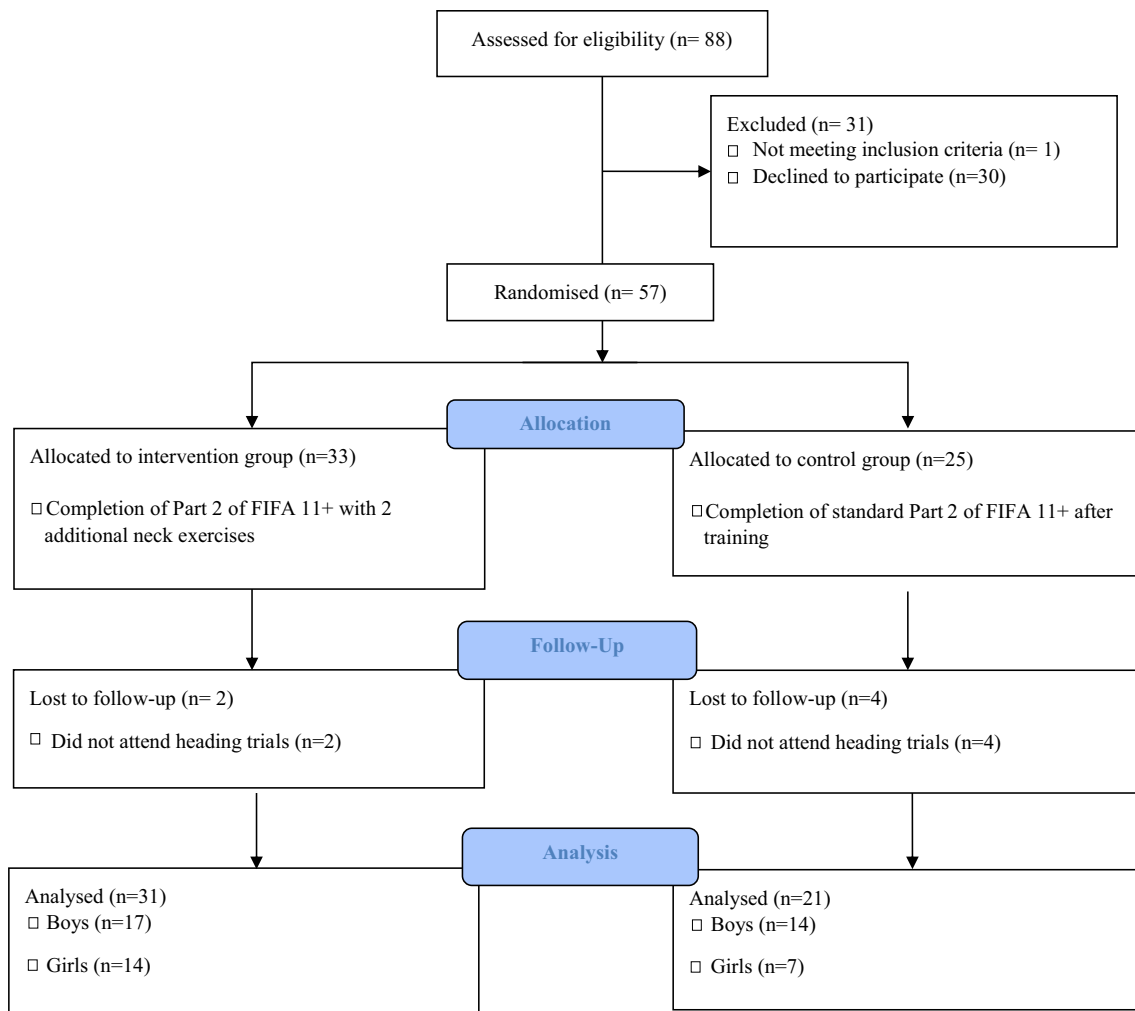 Assessed for eligibility (n= 88)
Excluded (n= 31)
□ Not meeting inclusion criteria (n= 1)
□ Declined to participate (n=30)
Randomised (n= 57)
Allocation
Allocated to intervention group (n=33)
□ Completion of Part 2 of FIFA 11+ with 2
additional neck exercises
Allocated to control group (n=25)
□ Completion of standard Part 2 of FIFA 11+ after
training
Follow-Up
Lost to follow-up (n= 2)
□ Did not attend heading trials (n=2)
Lost to follow-up (n=4)
□ Did not attend heading trials (n=4)
Analysis
Analysed (n=31)
□ Boys (n=17)
□ Girls (n=14)
Analysed (n=21)
□ Boys (n=14)
□ Girls (n=7)